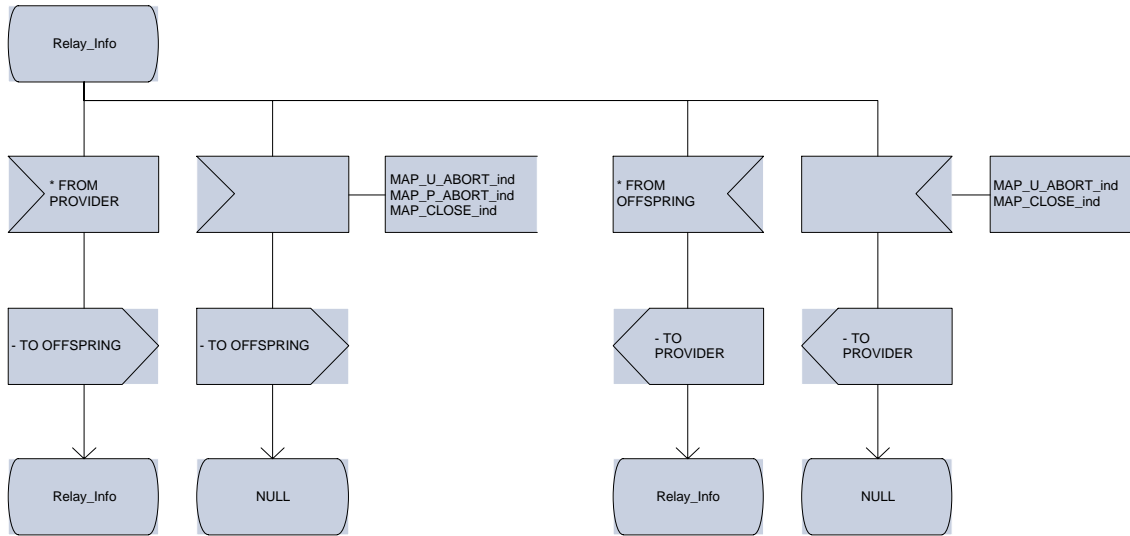 Relay_Info
* FROM
PROVIDER
MAP_U_ABORT_ind
MAP_P_ABORT_ind
MAP_CLOSE_ind
* FROM
OFFSPRING
MAP_U_ABORT_ind
MAP_CLOSE_ind
- TO OFFSPRING
- TO OFFSPRING
- TO
PROVIDER
- TO
PROVIDER
Relay_Info
NULL
Relay_Info
NULL